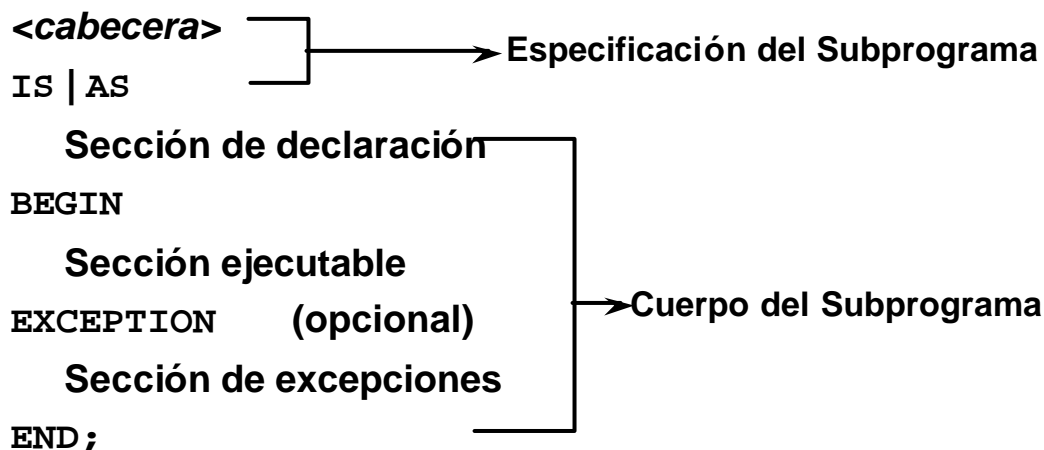 <cabecera>
Especificación del Subprograma
IS | AS
Sección de declaración
BEGIN
Sección ejecutable
Cuerpo del Subprograma
EXCEPTION (opcional)
Sección de excepciones
END;